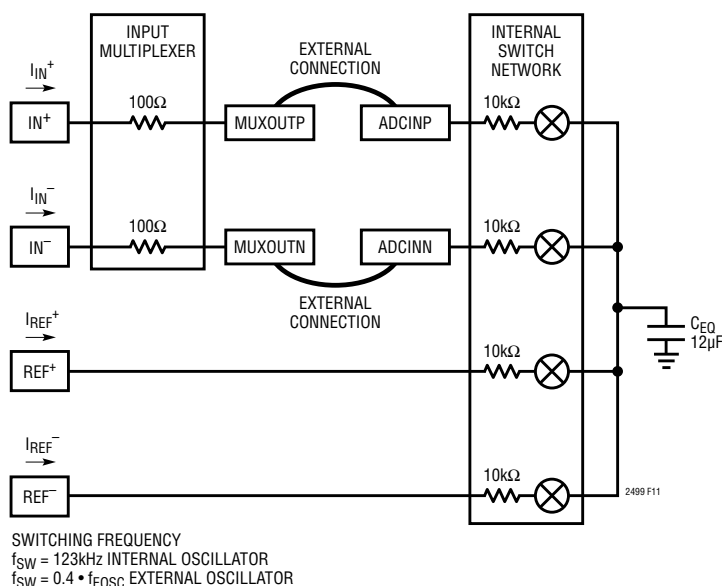 INPUT
MULTIPLEXER
EXTERNAL
CONNECTION
INTERNAL
SWITCH
NETWORK
IIN+
100Ω
10kΩ
IN+
MUXOUTP
ADCINP
IIN–
100Ω
10kΩ
IN–
MUXOUTN
ADCINN
EXTERNAL
CONNECTION
IREF+
10kΩ
REF+
CEQ
12µF
IREF–
10kΩ
REF–
2499 F11
SWITCHING FREQUENCY
fSW = 123kHz INTERNAL OSCILLATOR
fSW = 0.4 • fEOSC EXTERNAL OSCILLATOR